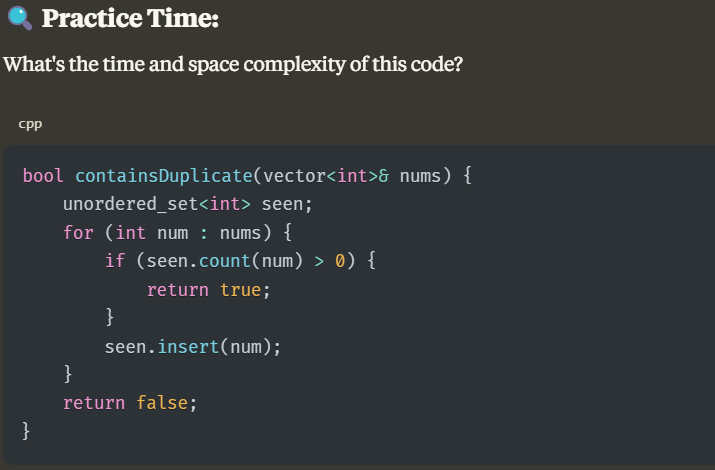 🔍 Practice Time:
What's the time and space complexity of this code?
cpp
bool containsDuplicate(vector<int>& nums) {
    unordered_set<int> seen;
    for (int num : nums) {
        if (seen.count(num) > 0) {
            return true;
        }
        seen.insert(num);
    }
    return false;
}